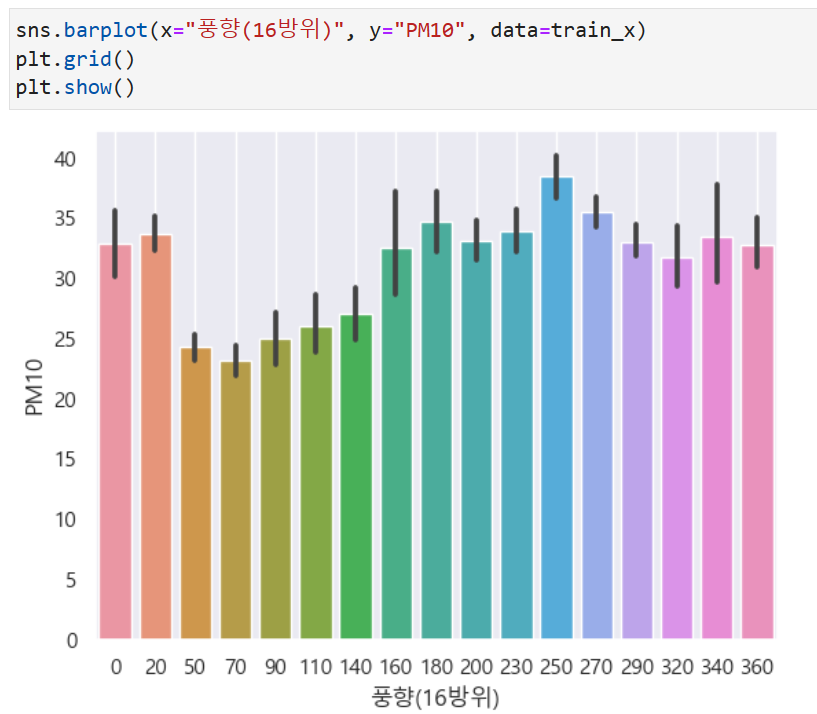 sns.barplot(x="풍향(16방위)", y="PM10", data=train_x)
plt.grid()
plt.show()
40
35
30
25
20
15
10
5
0
PM10
0 20 50 70 90 110 140 160 180 200 230 250 270 290 320 340 360
풍향(16방위)